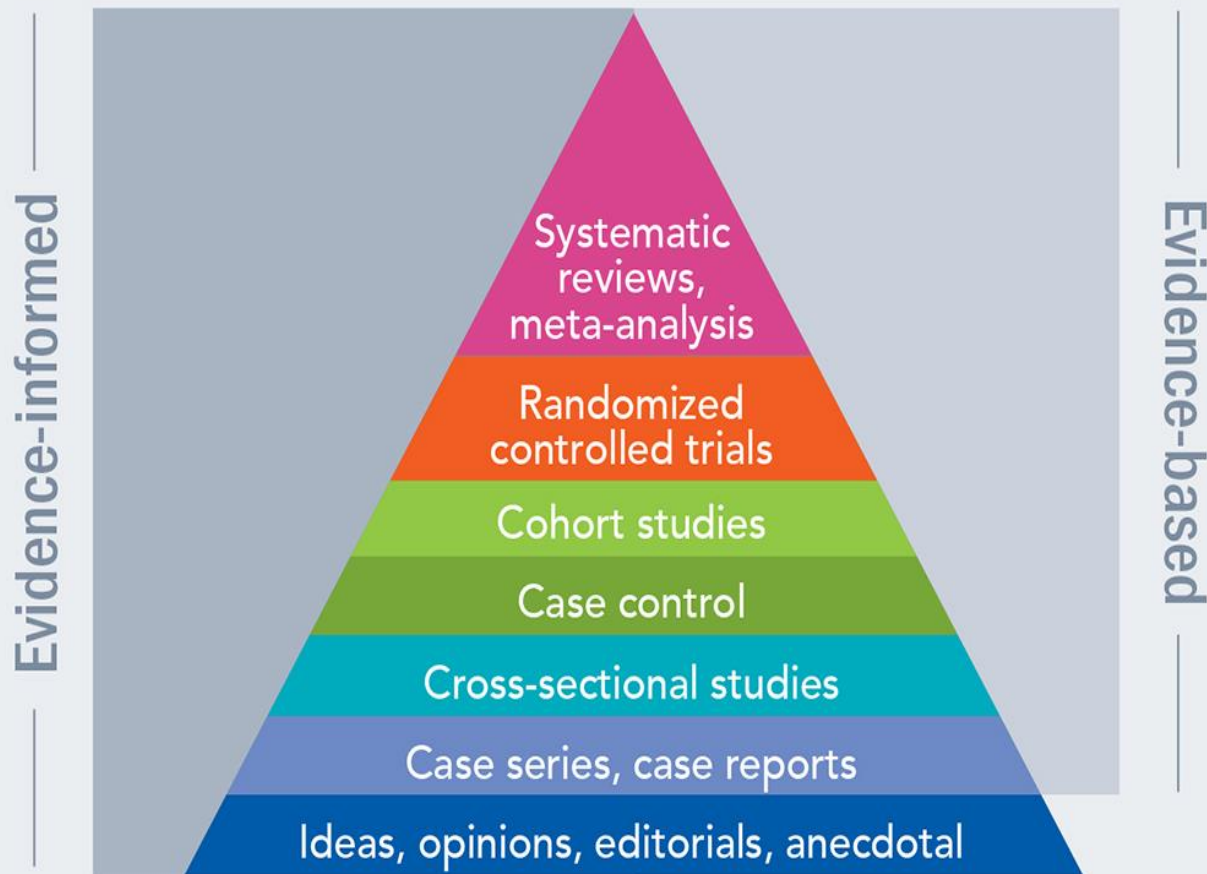 Evidence-informed
Systematic
reviews,
meta-analysis
Randomized
controlled trials
Cohort studies
Case control
Cross-sectional studies
Case series, case reports
Ideas, opinions, editorials, anecdotal
Evidence-based